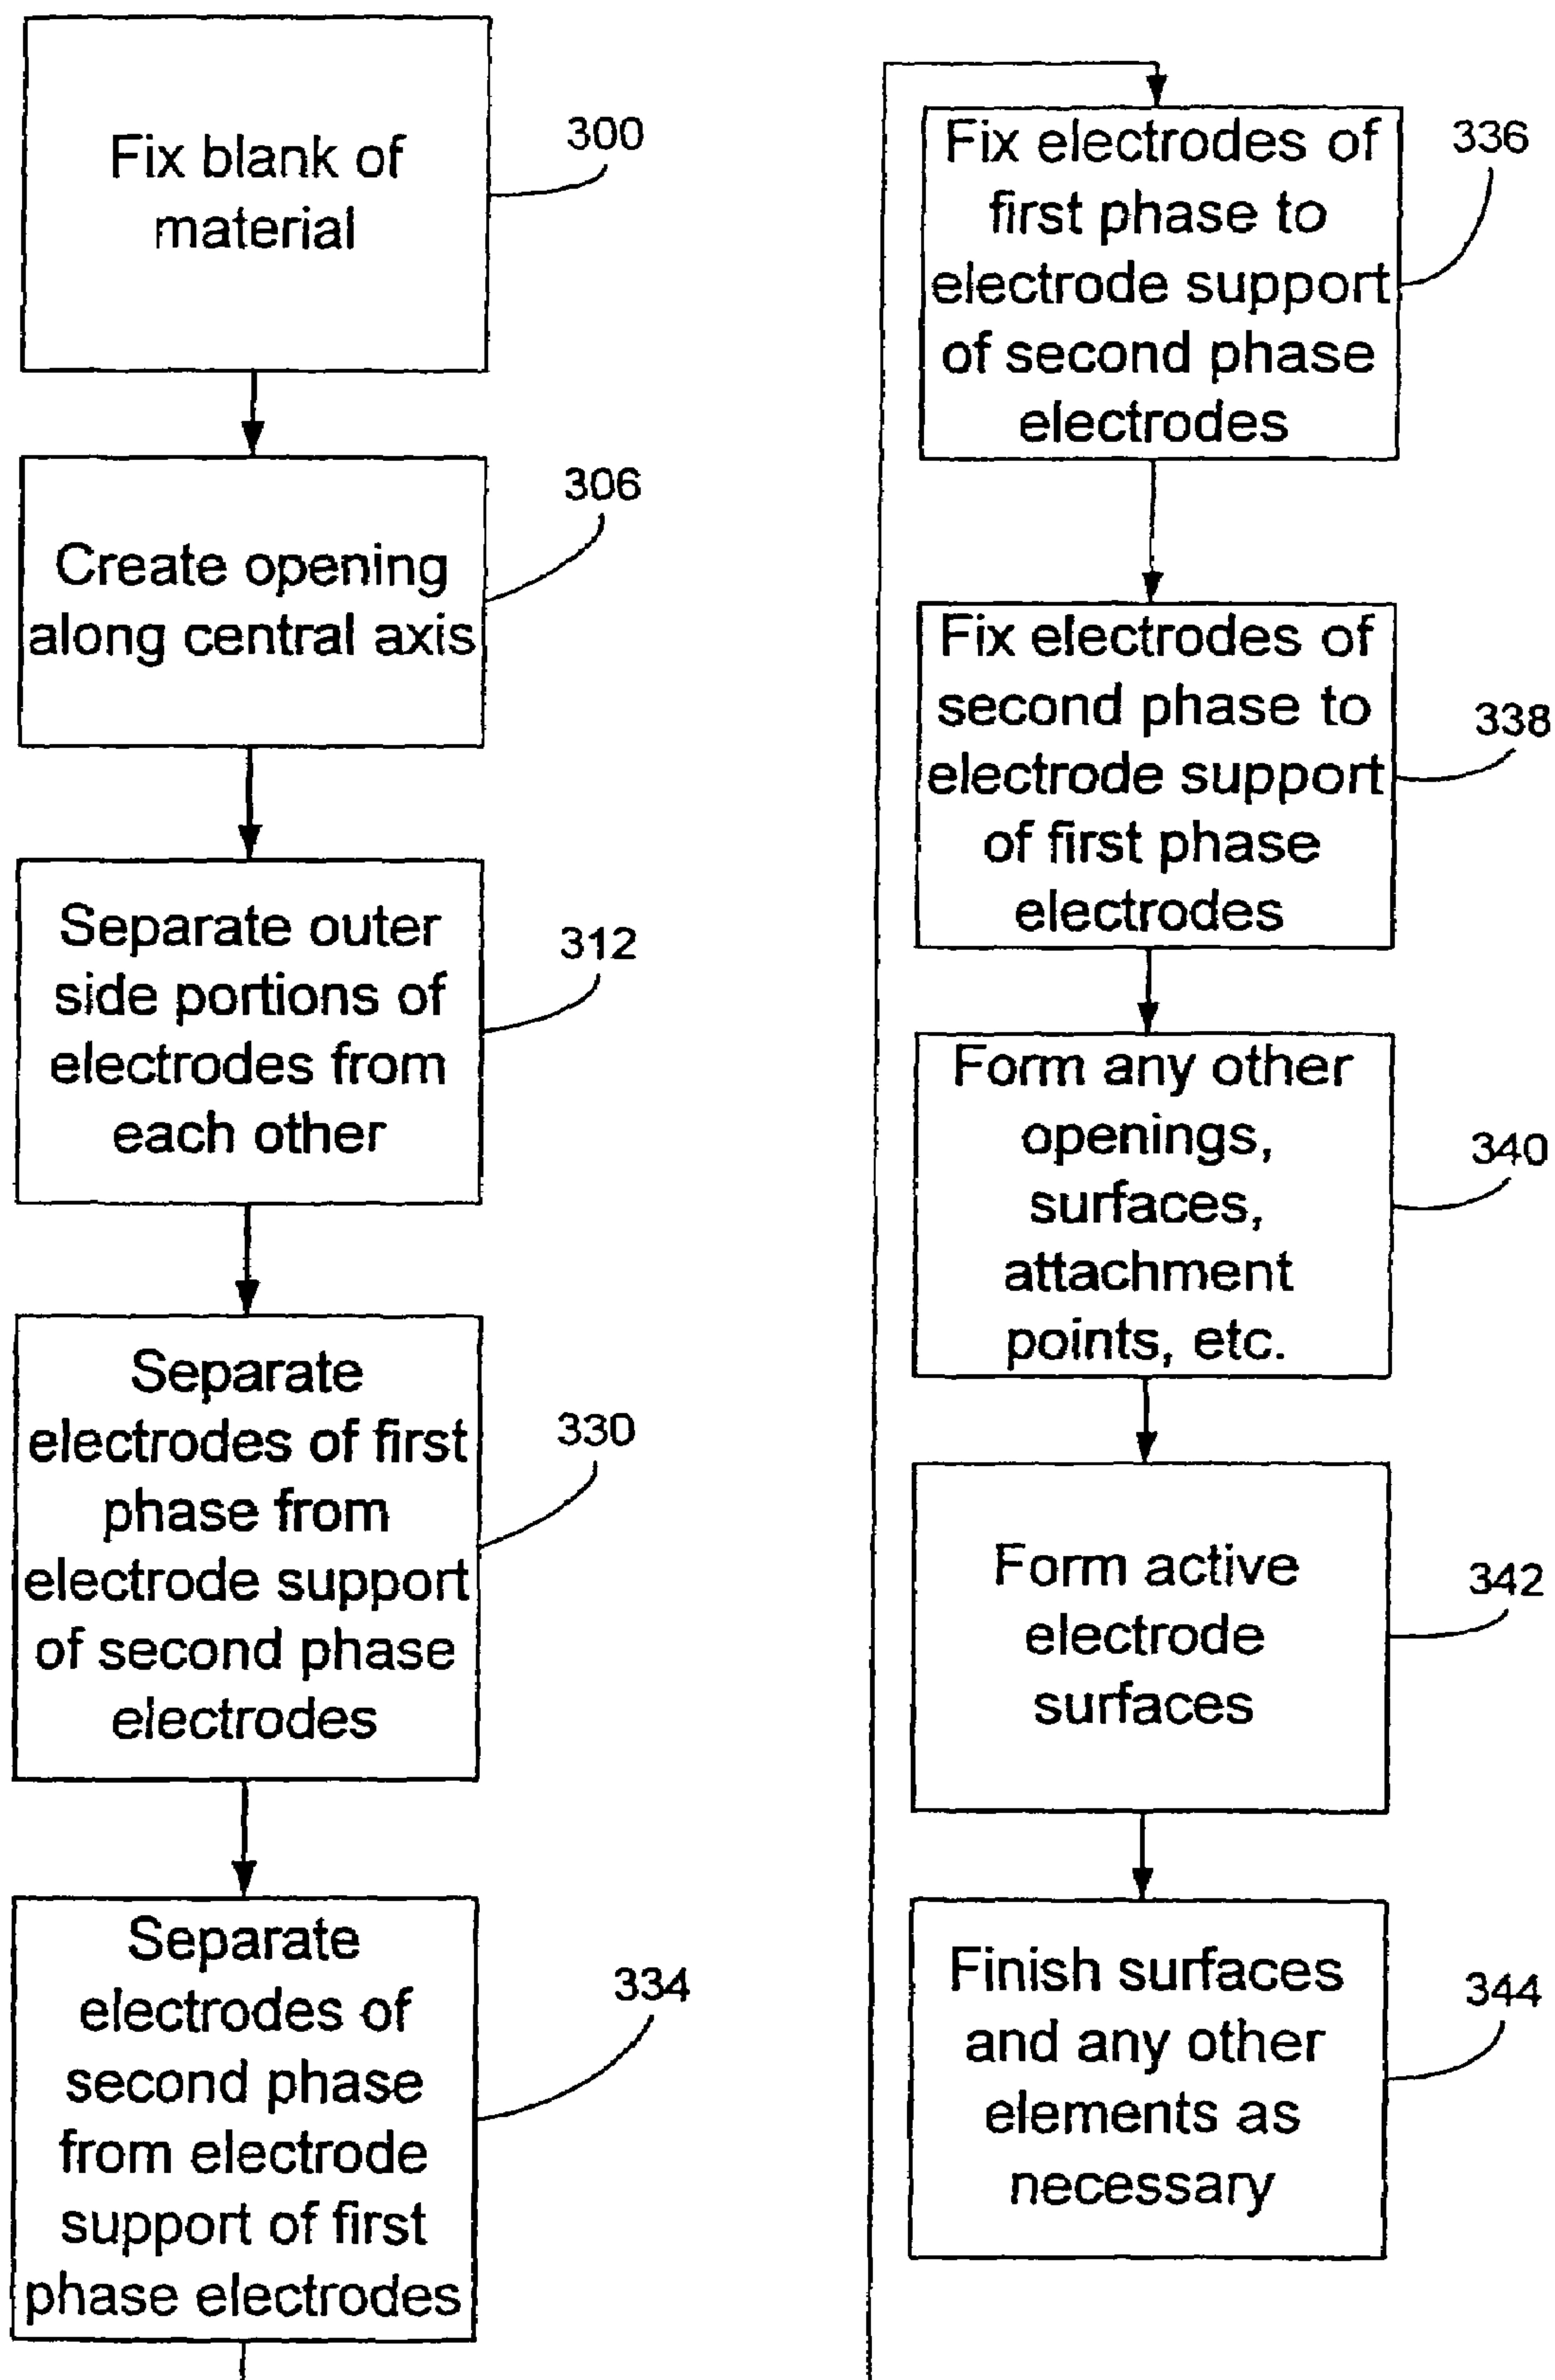 Fix blank of
material
300
Create opening
along central axis
306
Separate outer
side portions of
electrodes from
each other
312
Separate
electrodes of first
phase from
electrode support
of second phase
electrodes
330
Separate
electrodes of
second phase
from electrode
support of first
phase electrodes
334
Fix electrodes of
first phase to
electrode support
of second phase
electrodes
336
Fix electrodes of
second phase to
electrode support
of first phase
electrodes
338
Form any other
openings,
surfaces,
attachment
points, etc.
340
Form active
electrode
surfaces
342
Finish surfaces
and any other
elements as
necessary
344